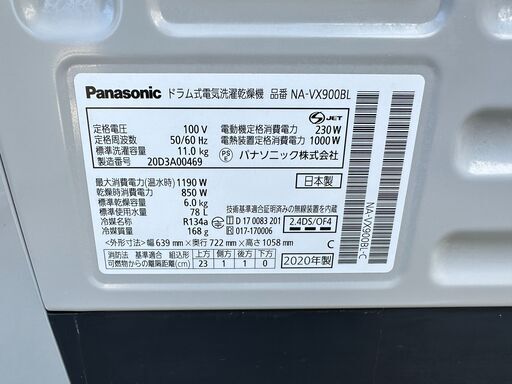 Panasonic ドラム式電気洗濯乾燥機 品番 NA-VX900BL
S JET
定格電圧 100 V 電動機定格消費電力 230 W
定格周波数 50/60 Hz 電熱装置定格消費電力 1000 W
標準洗濯容量 11.0 kg PSE パナソニック株式会社
製造番号 20D3A00469
最大消費電力(温水時) 1190 W 日本製
乾燥時消費電力 850 W
標準乾燥容量 6.0 kg
標準使用水量 78 L 技術基準適合証明済みの無線装置を内蔵
冷媒名称 R134a R D 17 0083 201 2.4DS/OF4
冷媒質量 168 g T 017-170006
<外形寸法> 幅 639 mm×奥行 722 mm×高さ 1058 mm C
消防法 基準適合 組込形 上方 側方 前方 後方 下方
可燃物からの離隔距離(cm) 23 1 1 0
2020年製
NA-VX900BL-C